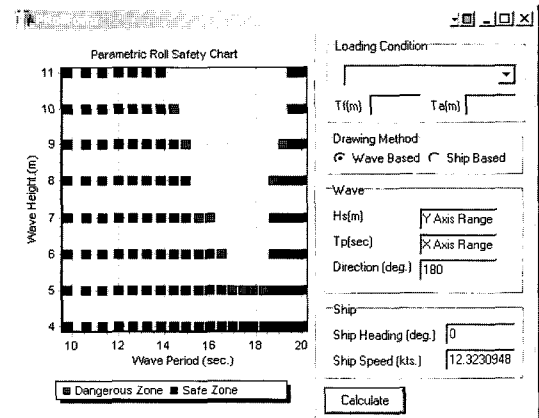 Parametric Roll Safety Chart
Wave Height.(m)
11
10
9
8
7
6
5
4
10 12 14 16 18 20
Wave Period (sec.)
Dangerous Zone Safe Zone
Loading Condition
Tf(m) Ta(m)
Drawing Method
Wave Based Ship Based
Wave
Hs(m) Y Axis Range
Tp(sec) X Axis Range
Direction (deg.) 180
Ship
Ship Heading (deg.) 0
Ship Speed (kts.) 12.3230948
Calculate